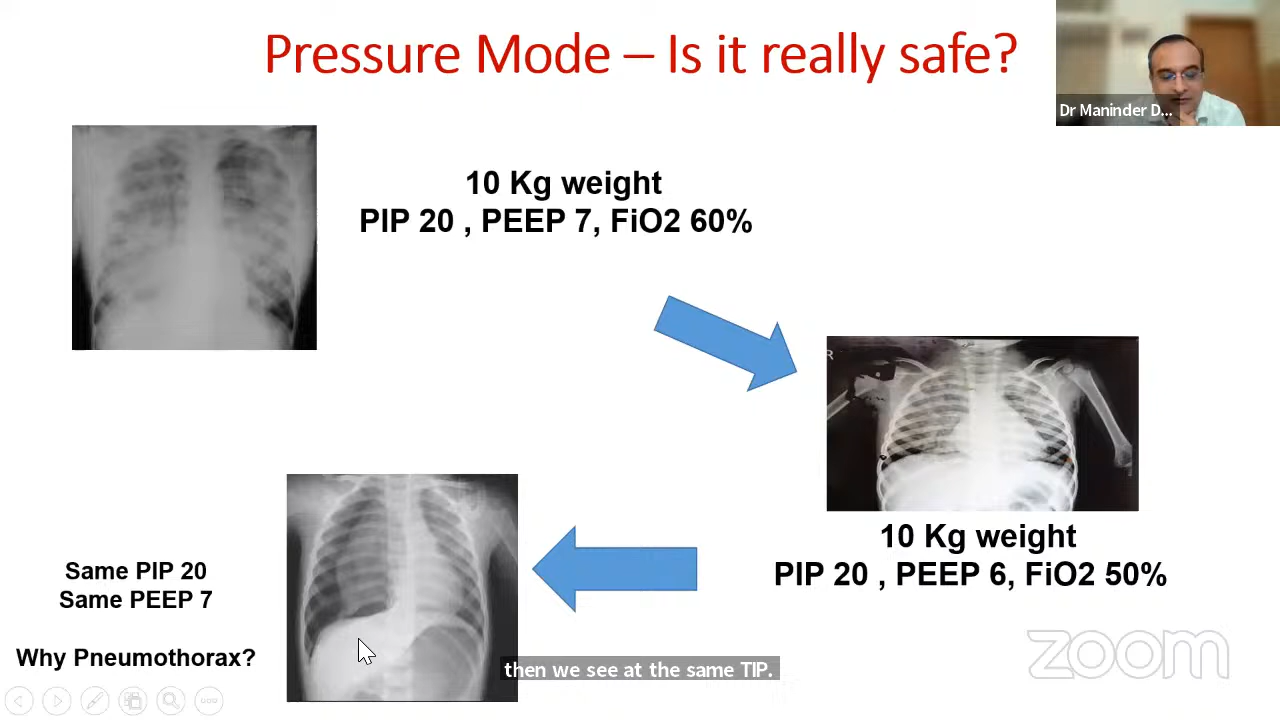 Pressure Mode – Is it really safe?
Dr Maninder D...
10 Kg weight
PIP 20 , PEEP 7, FiO2 60%
R
10 Kg weight
PIP 20 , PEEP 6, FiO2 50%
Same PIP 20
Same PEEP 7
Why Pneumothorax?
then we see at the same TIP.
zoom